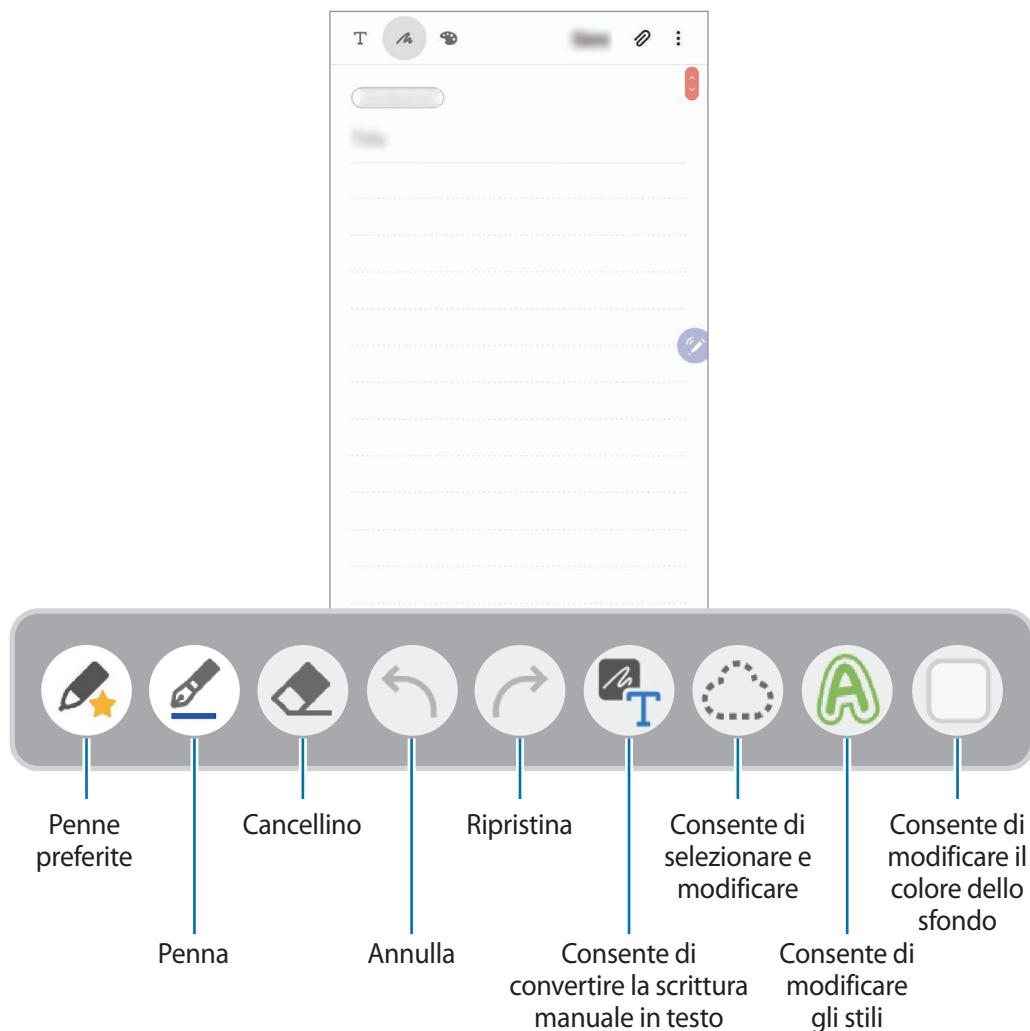 T
Penne
preferite
Penna
Cancellino
Annulla
Ripristina
Consente di
convertire la scrittura
manuale in testo
Consente di
selezionare e
modificare
Consente di
modificare
gli stili
Consente di
modificare il
colore dello
sfondo